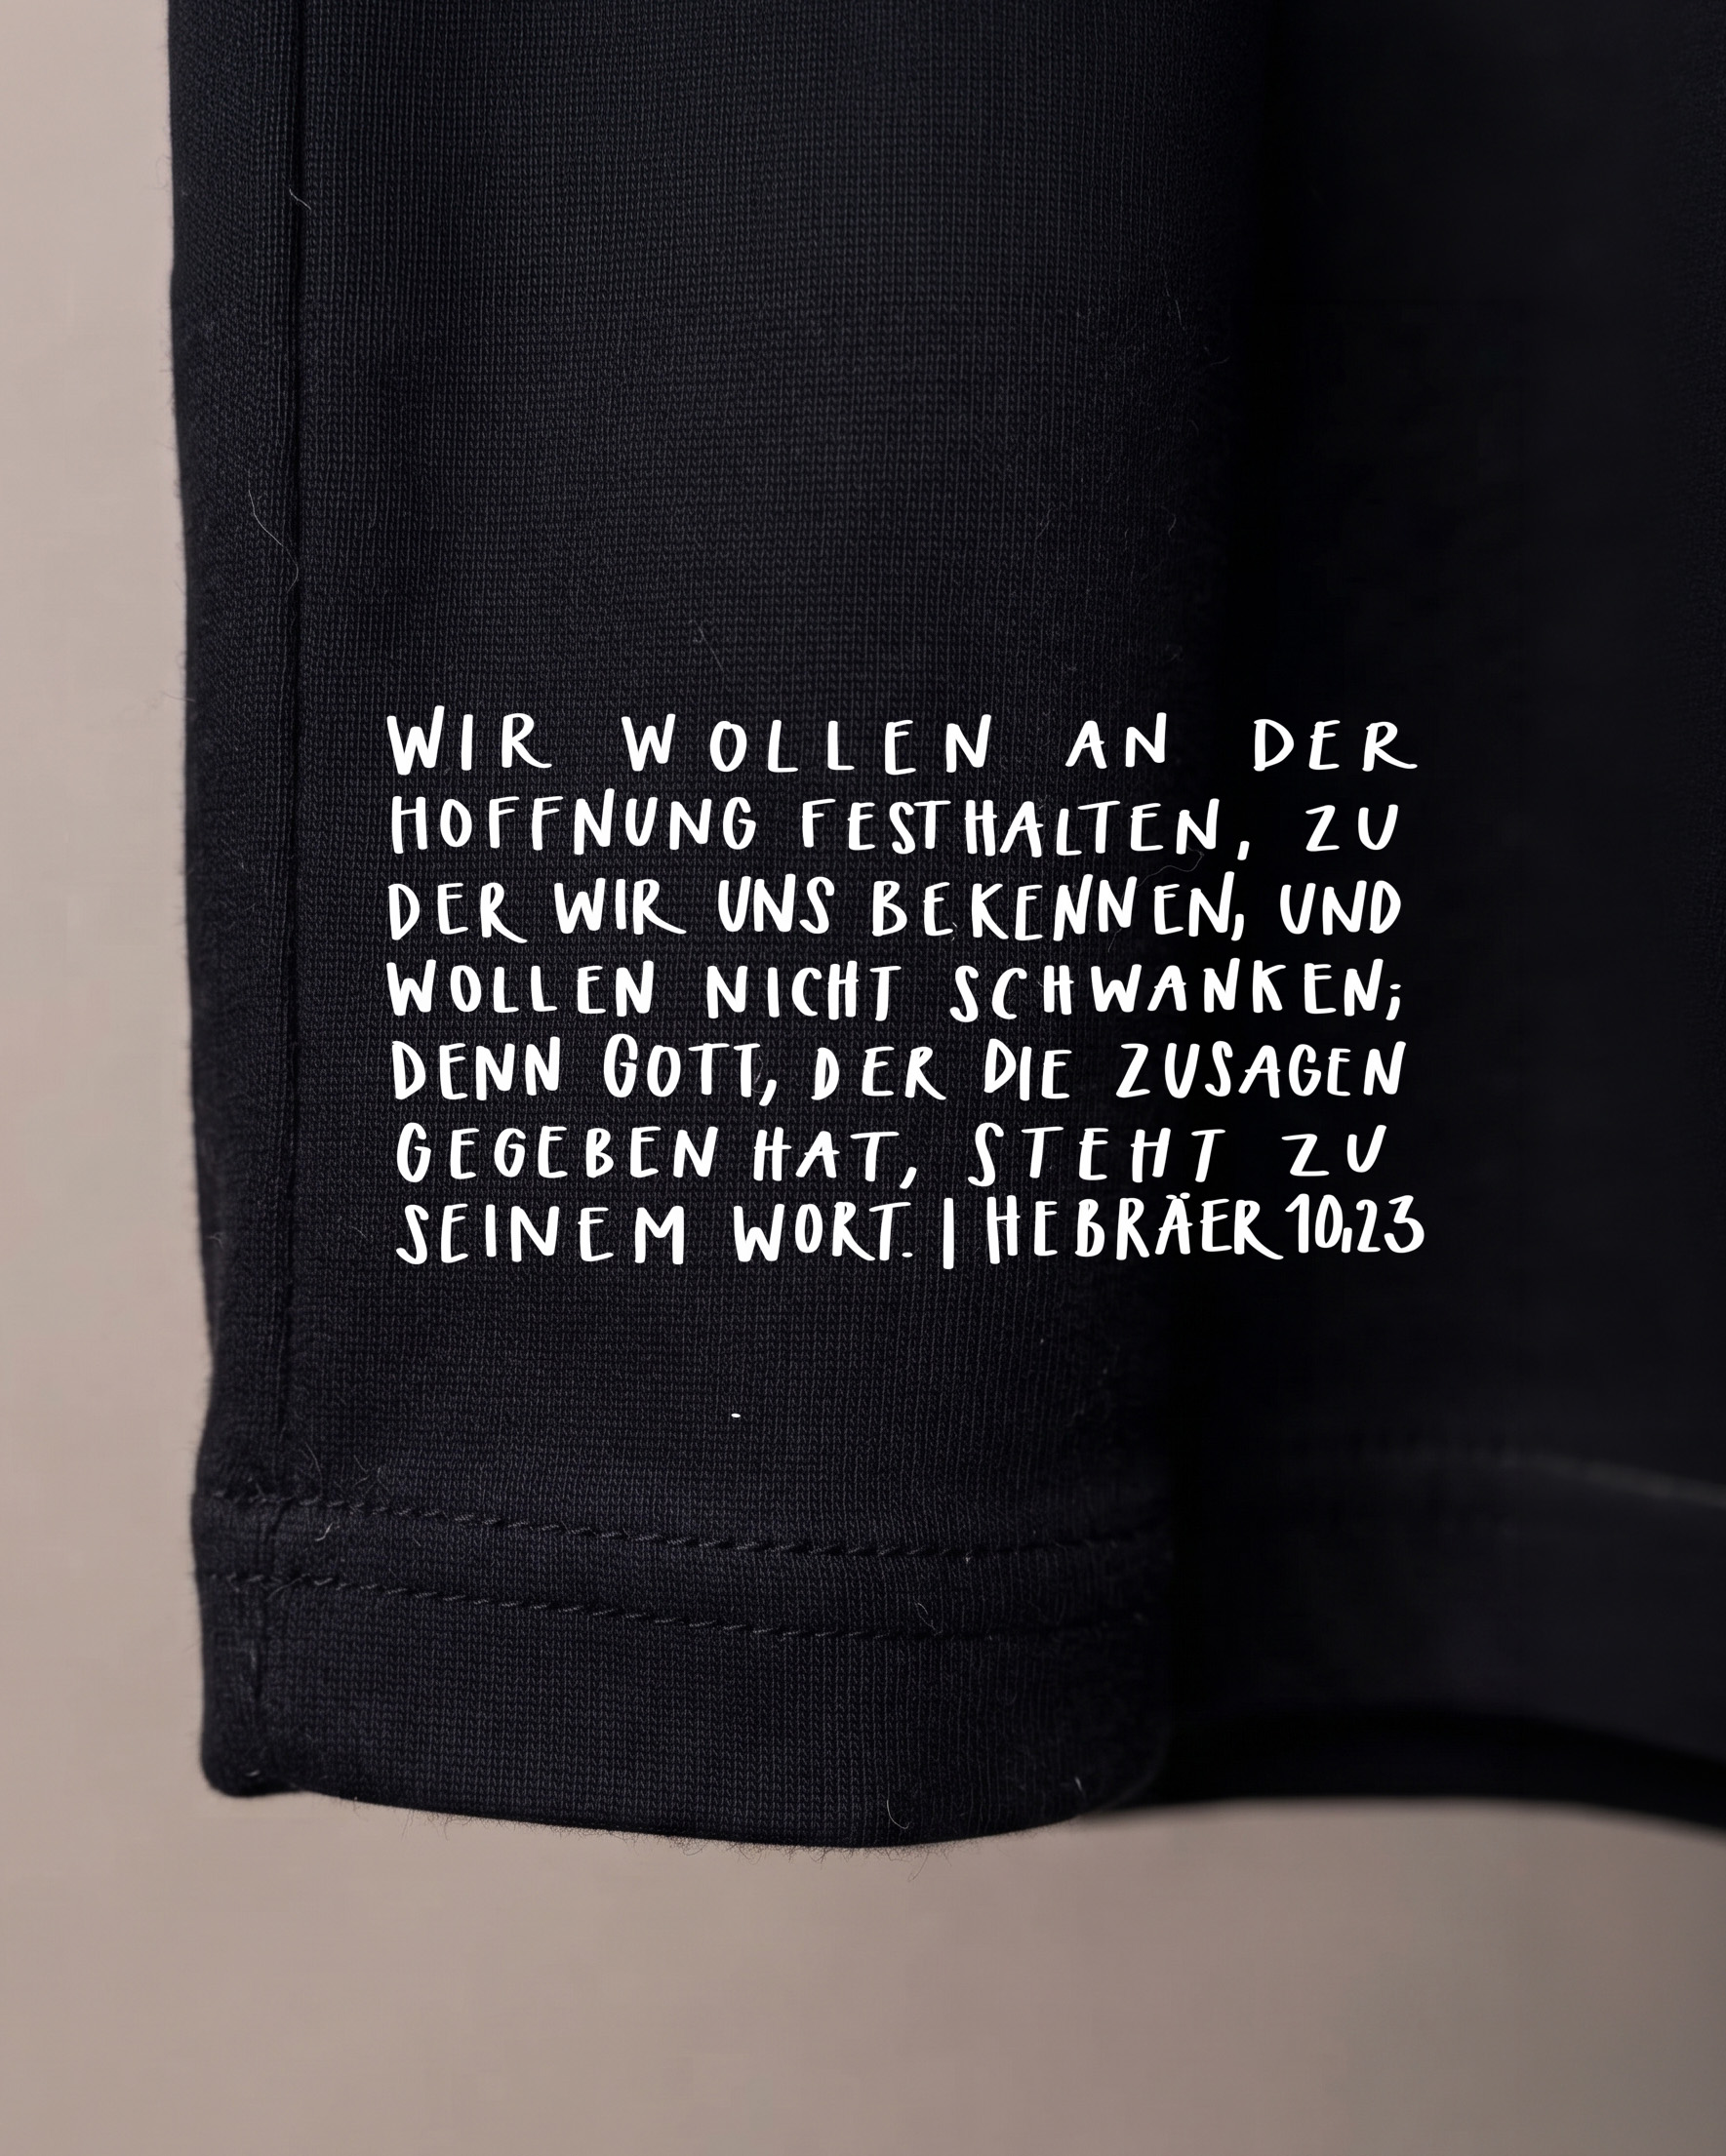 WIR WOLLEN AN DER
HOFFNUNG FESTHALTEN, ZU
DER WIR UNS BEKENNEN, UND
WOLLEN NICHT SCHWANKEN;
DENN GOTT, DER DIE ZUSAGEN
GEGEBEN HAT, STEHT ZU
SEINEM WORT. | HEBRÄER 10,23